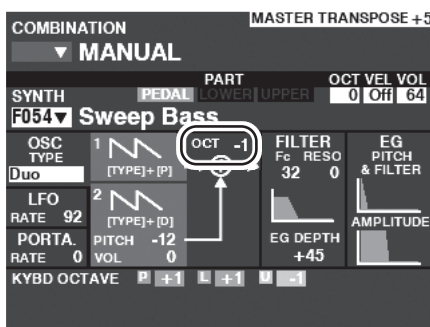 MASTER TRANSPOSE +5
COMBINATION
▼ MANUAL
PART OCT VEL VOL
SYNTH PEDAL LOWER UPPER 0 Off 64
F054▼ Sweep Bass
OSC TYPE
Duo
1 [TYPE]+[P]
OCT -1
FILTER
Fc RESO
32 0
EG
PITCH & FILTER
LFO
RATE 92
2 [TYPE]+[D]
AMPLITUDE
PORTA.
RATE 0
PITCH -12
VOL 0
EG DEPTH
+45
KYBD OCTAVE P +1 L +1 U -1